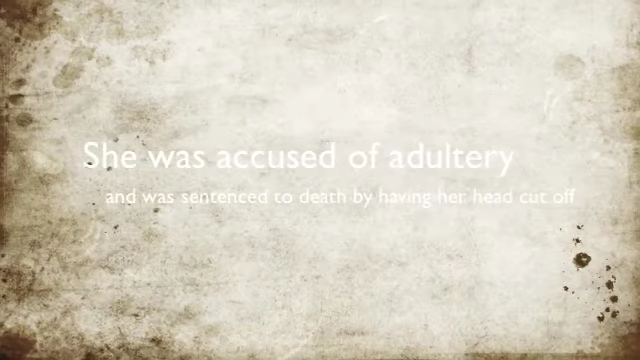 She was accused of adultery
and was sentenced to death by having her head cut off